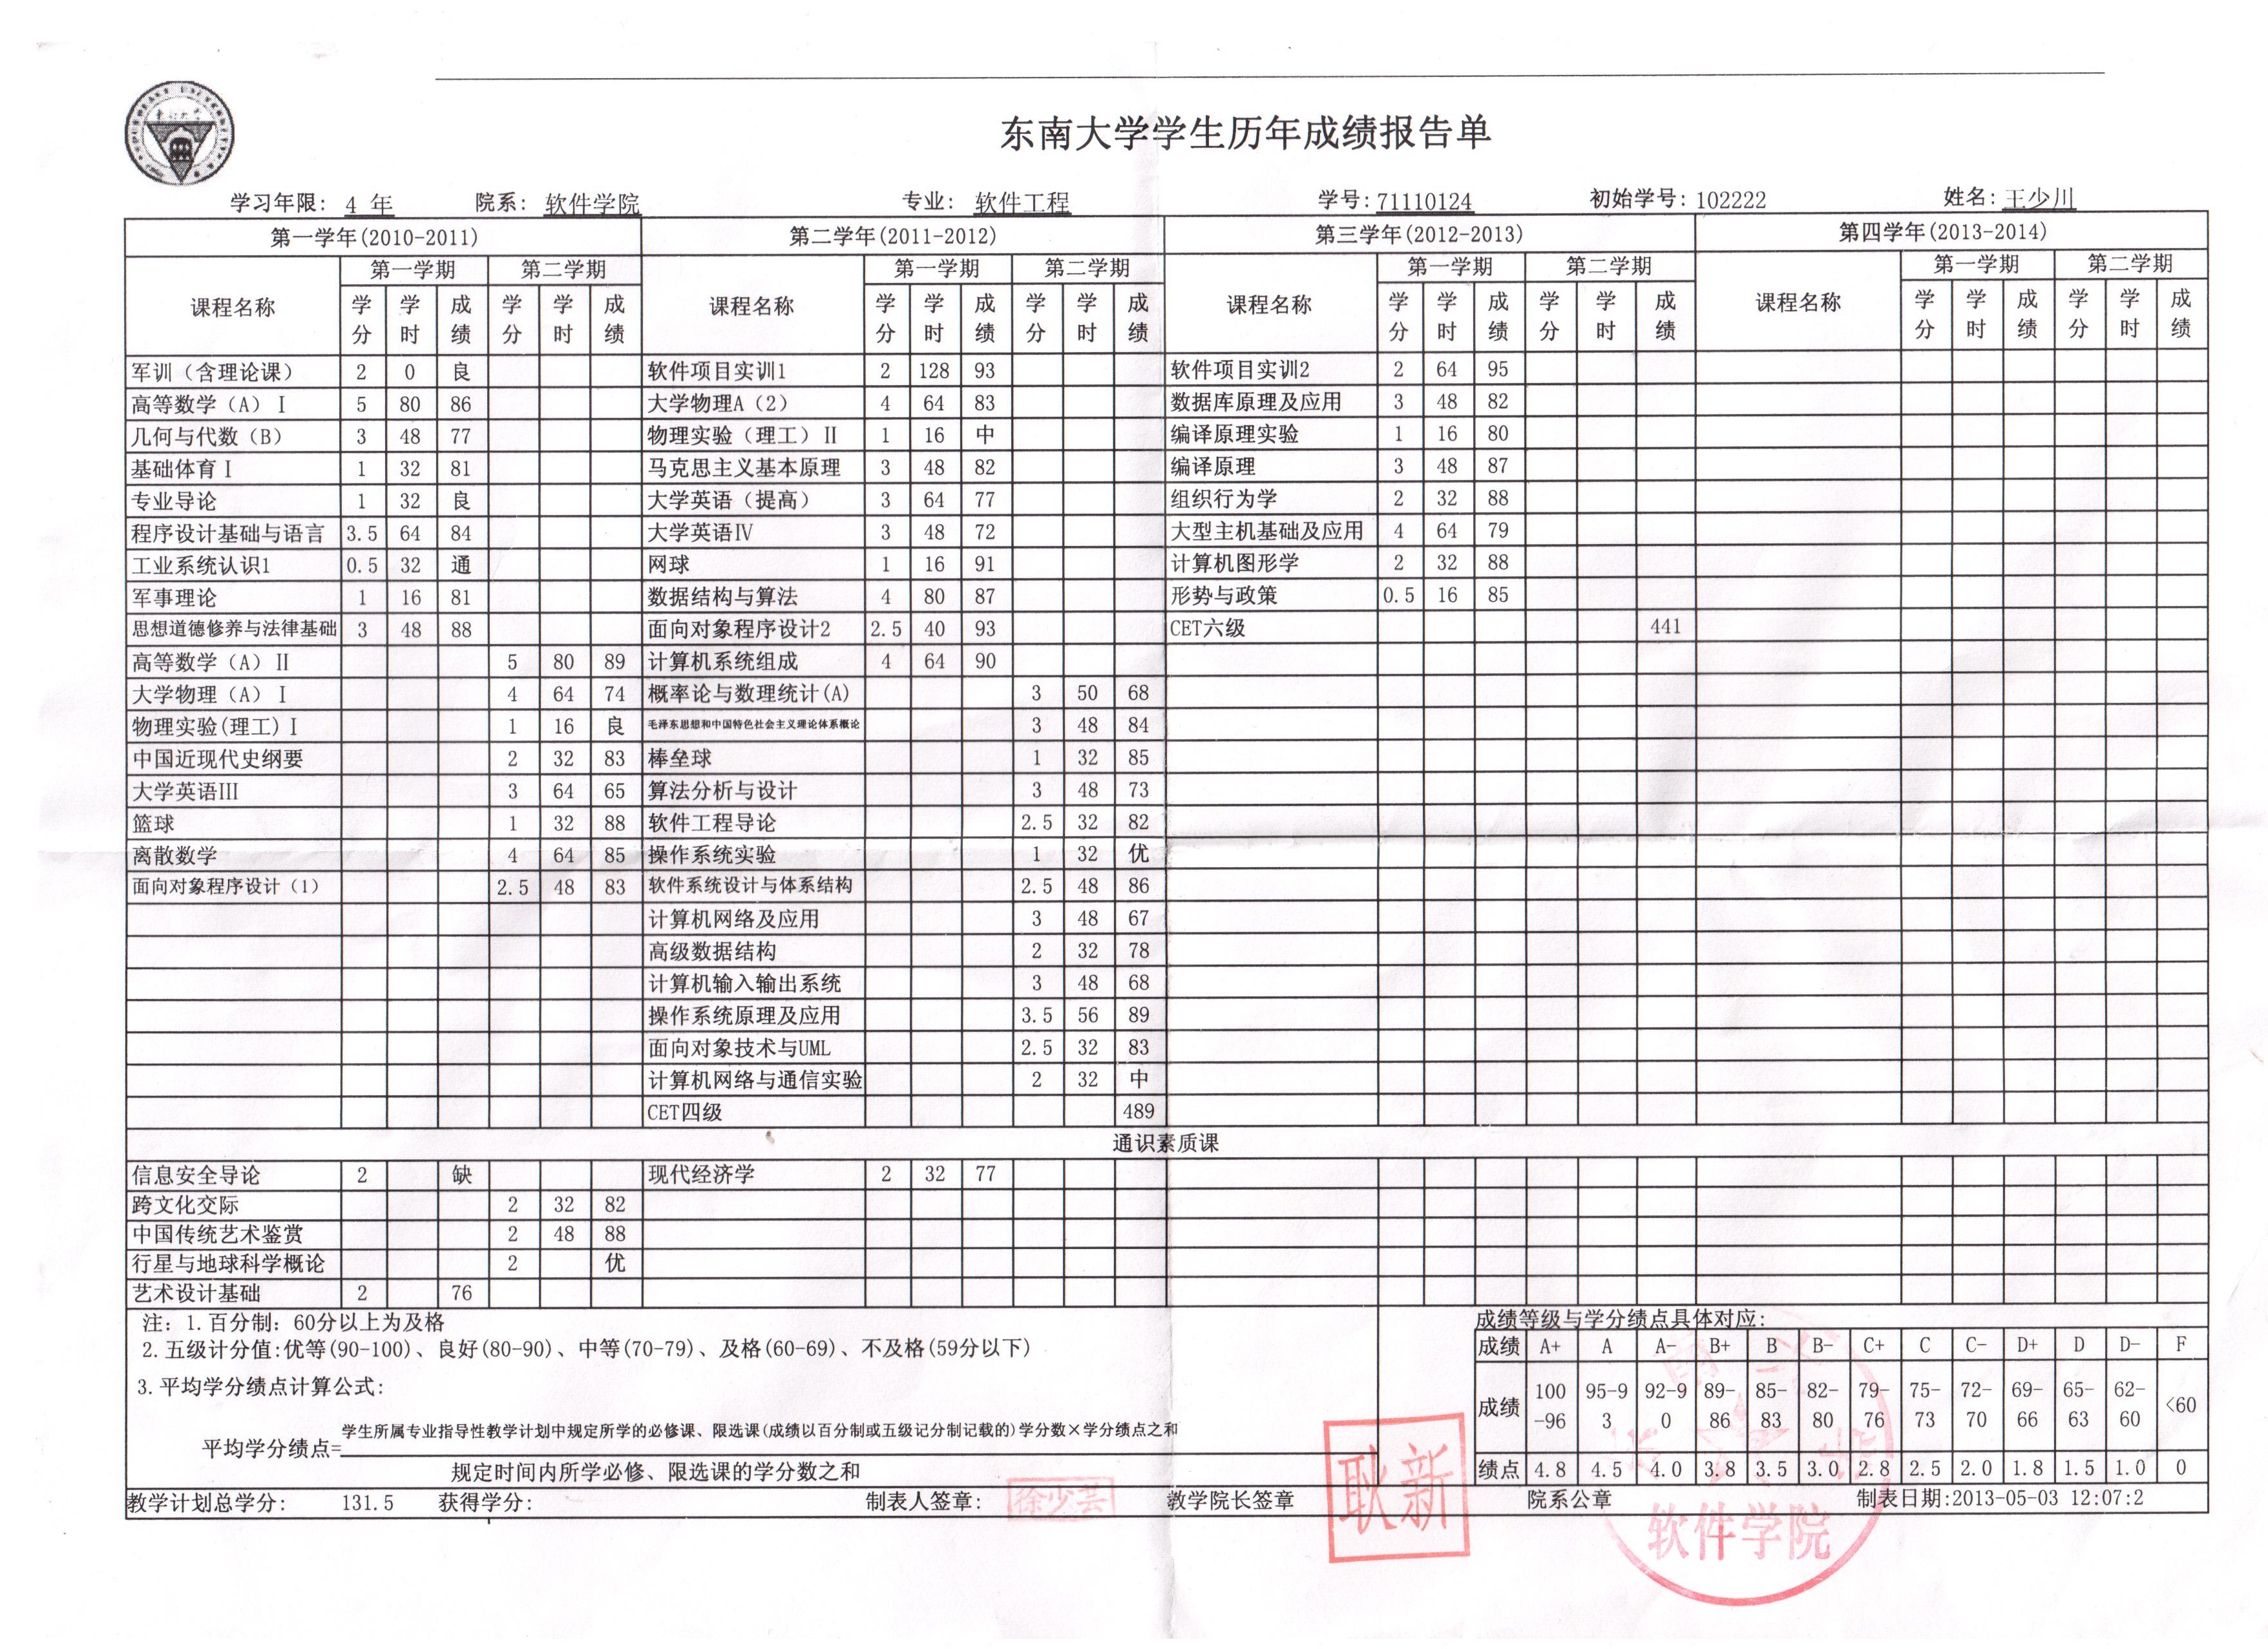 东南大学学生历年成绩报告单
学习年限: 4 年 院系: 软件学院 专业: 软件工程 学号: 71110124 初始学号: 102222 姓名: 王少川
第一学年(2010-2011) 第二学年(2011-2012) 第三学年(2012-2013) 第四学年(2013-2014)
课程名称 第一学期 第二学期 课程名称 第一学期 第二学期 课程名称 第一学期 第二学期 课程名称 第一学期 第二学期
学分 学时 成绩 学分 学时 成绩 学分 学时 成绩 学分 学时 成绩 学分 学时 成绩 学分 学时 成绩 学分 学时 成绩 学分 学时 成绩
军训（含理论课） 2 0 良 软件项目实训1 2 128 93 软件项目实训2 2 64 95
高等数学（A）Ⅰ 5 80 86 大学物理A（2） 4 64 83 数据库原理及应用 3 48 82
几何与代数（B） 3 48 77 物理实验（理工）Ⅱ 1 16 中 编译原理实验 1 16 80
基础体育Ⅰ 1 32 81 马克思主义基本原理 3 48 82 编译原理 3 48 87
专业导论 1 32 良 大学英语（提高） 3 64 77 组织行为学 2 32 88
程序设计基础与语言 3.5 64 84 大学英语Ⅳ 3 48 72 大型主机基础及应用 4 64 79
工业系统认识1 0.5 32 通 网球 1 16 91 计算机图形学 2 32 88
军事理论 1 16 81 数据结构与算法 4 80 87 形势与政策 0.5 16 85
思想道德修养与法律基础 3 48 88 面向对象程序设计2 2.5 40 93 CET六级 441
高等数学（A）Ⅱ 5 80 89 计算机系统组成 4 64 90
大学物理（A）Ⅰ 4 64 74 概率论与数理统计(A) 3 50 68
物理实验(理工)Ⅰ 1 16 良 毛泽东思想和中国特色社会主义理论体系概论 3 48 84
中国近现代史纲要 2 32 83 棒垒球 1 32 85
大学英语III 3 64 65 算法分析与设计 3 48 73
篮球 1 32 88 软件工程导论 2.5 32 82
离散数学 4 64 85 操作系统实验 1 32 优
面向对象程序设计（1） 2.5 48 83 软件系统设计与体系结构 2.5 48 86
计算机网络及应用 3 48 67
高级数据结构 2 32 78
计算机输入输出系统 3 48 68
操作系统原理及应用 3.5 56 89
面向对象技术与UML 2.5 32 83
计算机网络与通信实验 2 32 中
CET四级 489
通识素质课
信息安全导论 2 缺 现代经济学 2 32 77
跨文化交际 2 32 82
中国传统艺术鉴赏 2 48 88
行星与地球科学概论 2 优
艺术设计基础 2 76
注: 1.百分制: 60分以上为及格
2.五级计分值:优等(90-100)、良好(80-90)、中等(70-79)、及格(60-69)、不及格(59分以下)
3.平均学分绩点计算公式:
平均学分绩点=
学生所属专业指导性教学计划中规定所学的必修课、限选课(成绩以百分制或五级记分制记载的)学分数×学分绩点之和
规定时间内所学必修、限选课的学分数之和
成绩等级与学分绩点具体对应:
成绩 A+ A A- B+ B B- C+ C C- D+ D D- F
成绩 100-96 95-93 92-90 89-86 85-83 82-80 79-76 75-73 72-70 69-66 65-63 62-60 <60
绩点 4.8 4.5 4.0 3.8 3.5 3.0 2.8 2.5 2.0 1.8 1.5 1.0 0
教学计划总学分: 131.5 获得学分: 制表人签章: 徐少芸 教学院长签章 耿新 院系公章 制表日期:2013-05-03 12:07:2
软件学院